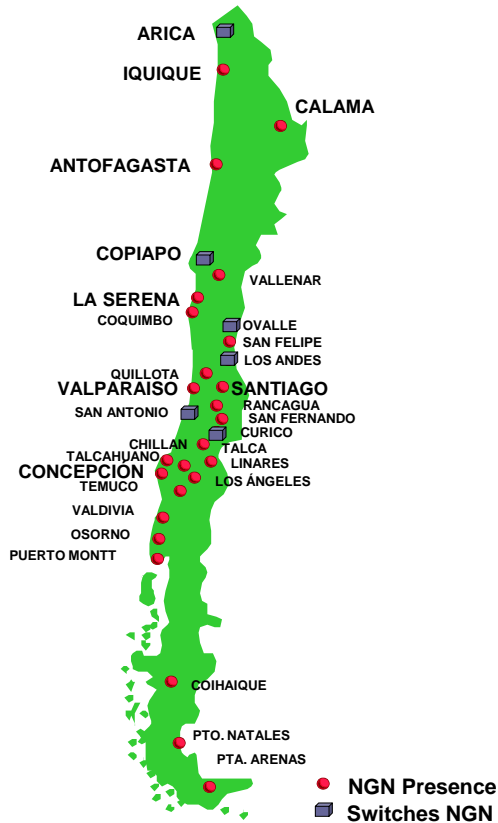 ARICA
IQUIQUE
CALAMA
ANTOFAGASTA
COPIAPO
VALLENAR
LA SERENA
COQUIMBO
OVALLE
SAN FELIPE
LOS ANDES
QUILLOTA
VALPARAISO
SANTIAGO
SAN ANTONIO
RANCAGUA
SAN FERNANDO
CURICO
CHILLAN
TALCA
TALCAHUANO
LINARES
CONCEPCIÓN
LOS ÁNGELES
TEMUCO
VALDIVIA
OSORNO
PUERTO MONTT
COIHAIQUE
PTO. NATALES
PTA. ARENAS
NGN Presence
Switches NGN